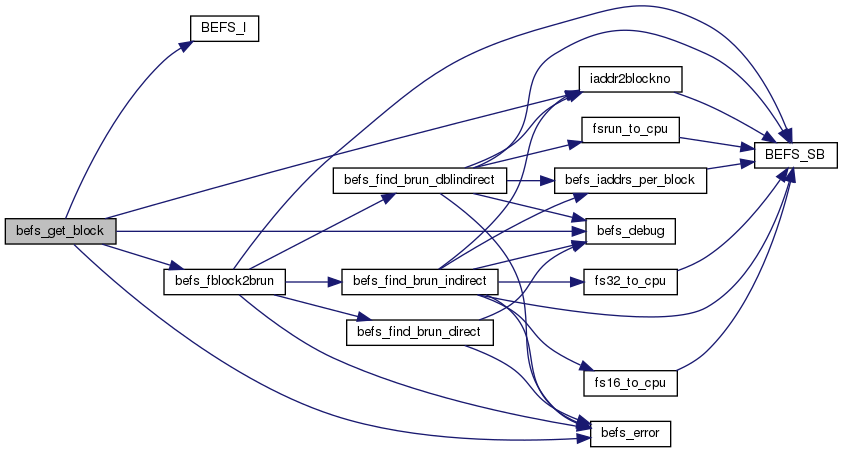 BEFS_I
iaddr2blockno
fsrun_to_cpu
BEFS_SB
befs_find_brun_dblindirect
befs_iaddrs_per_block
befs_get_block
befs_debug
befs_fblock2brun
befs_find_brun_indirect
fs32_to_cpu
befs_find_brun_direct
fs16_to_cpu
befs_error